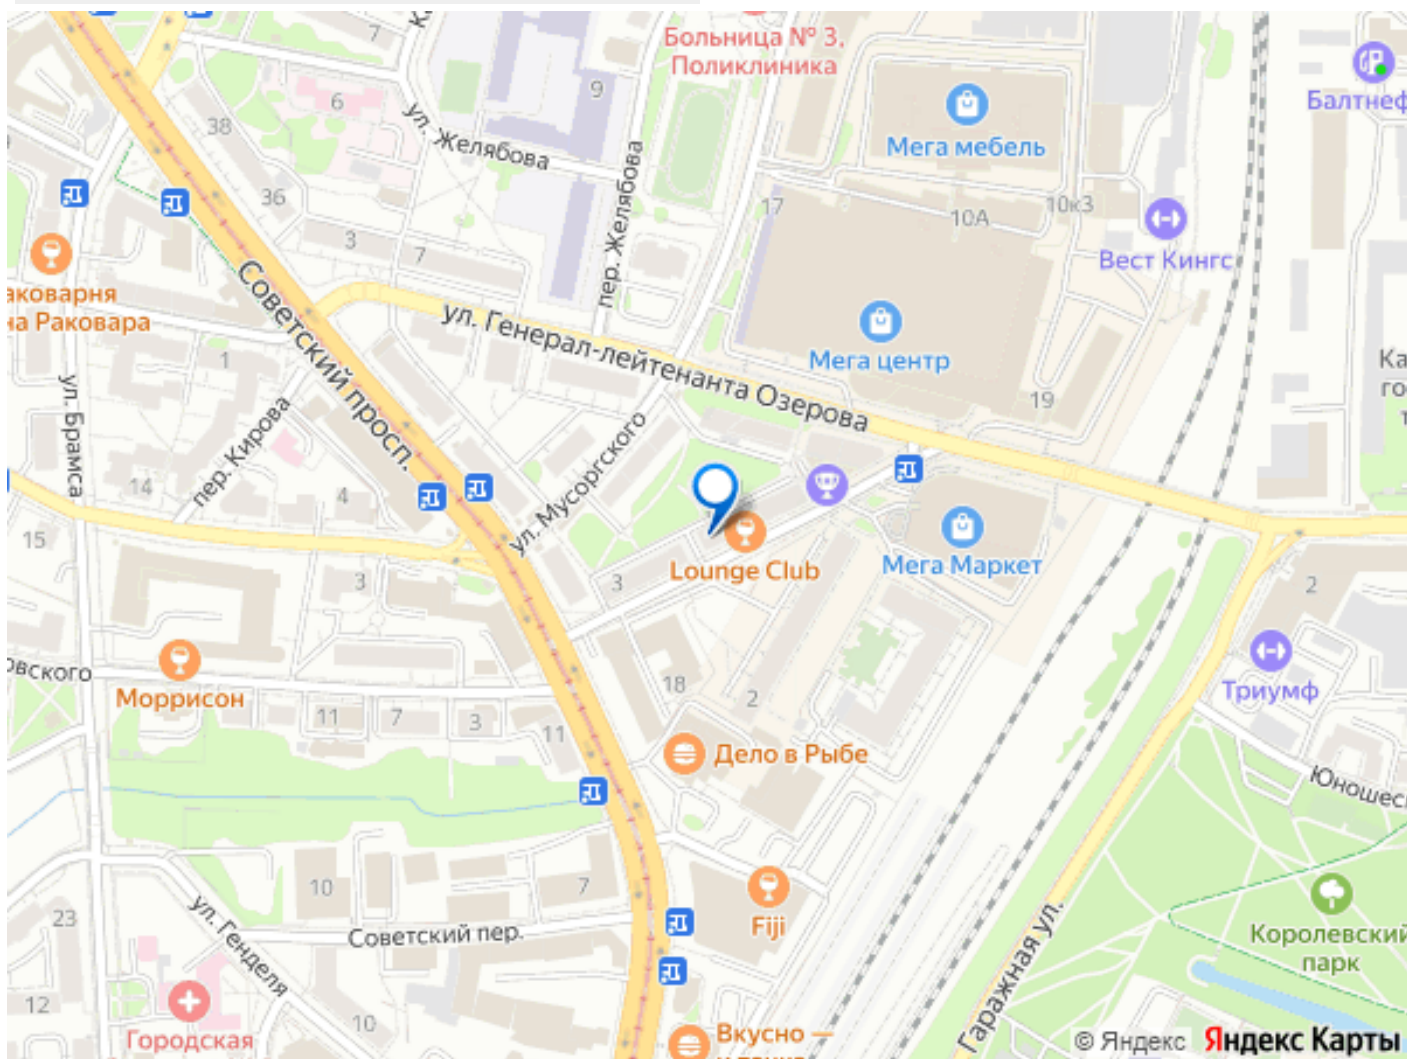 7
Больница № 3,
Поликлиника
Мега мебель
Балтнеф
9
6
38
ул. Желябова
пер. Желябова
36
17
10А
10к3
Вест Кингс
3
7
аковарня
на Раковара
Советский просп.
ул. Генерал-лейтенанта Озерова
Мега центр
19
1
ул. Брамса
пер. Кирова
ул. Мусоргского
14
4
15
3
3
Lounge Club
Мега Маркет
2
овского
Моррисон
18
2
Триумф
11
7
3
11
Дело в Рыбе
Юношес
10
7
23
ул. Генделя
Советский пер.
Fiji
Гаражная ул.
Королевский
парк
12
10
Городская
Вкусно —
© Яндекс
Яндекс Карты